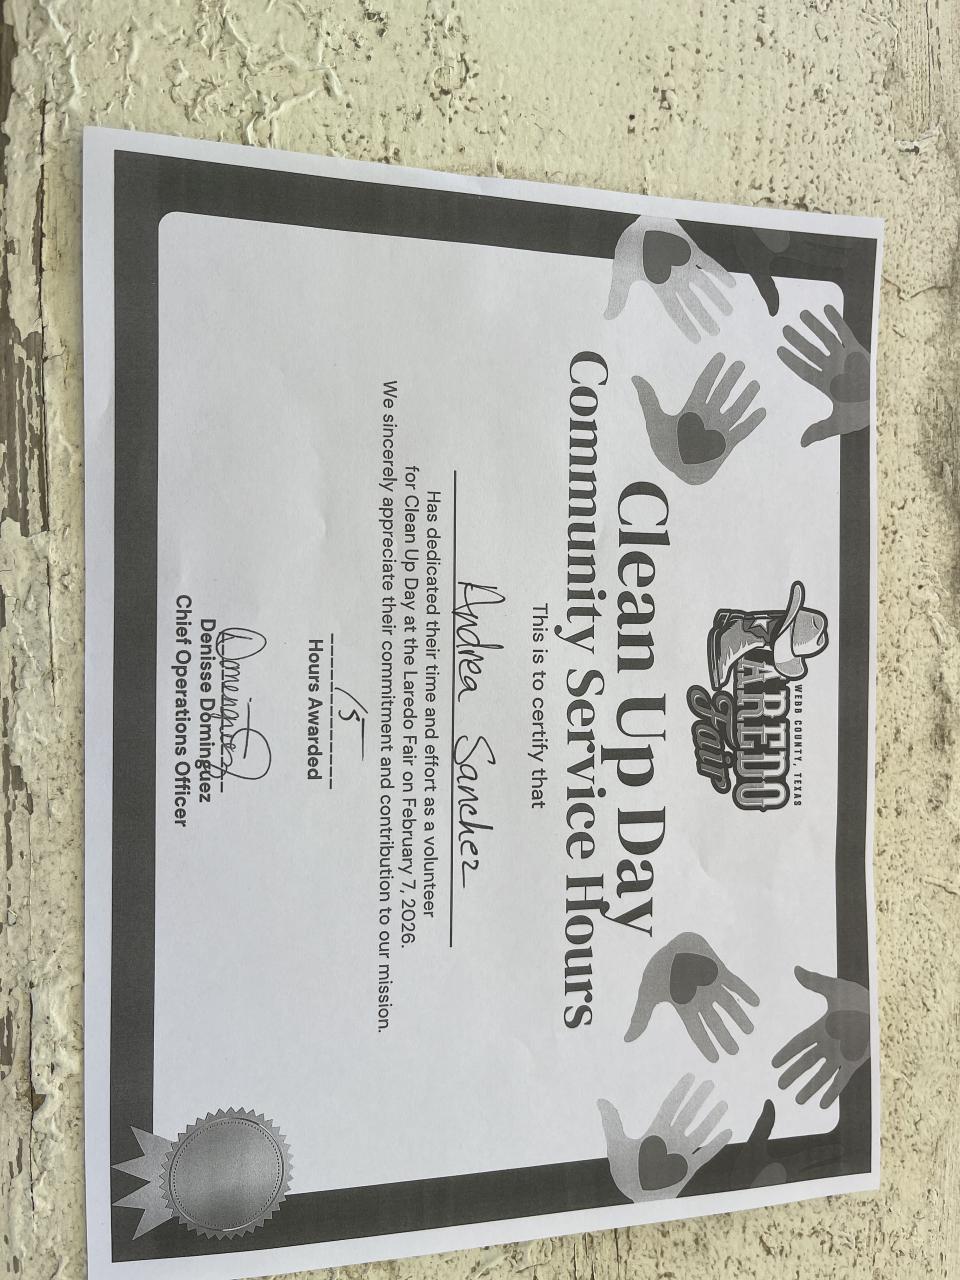 WEBB COUNTY, TEXAS
LAREDO
Fair
Clean Up Day
Community Service Hours
This is to certify that
Andrea Sanchez
Has dedicated their time and effort as a volunteer
for Clean Up Day at the Laredo Fair on February 7, 2026.
We sincerely appreciate their commitment and contribution to our mission.
15
Hours Awarded
Denisse Dominguez
Chief Operations Officer